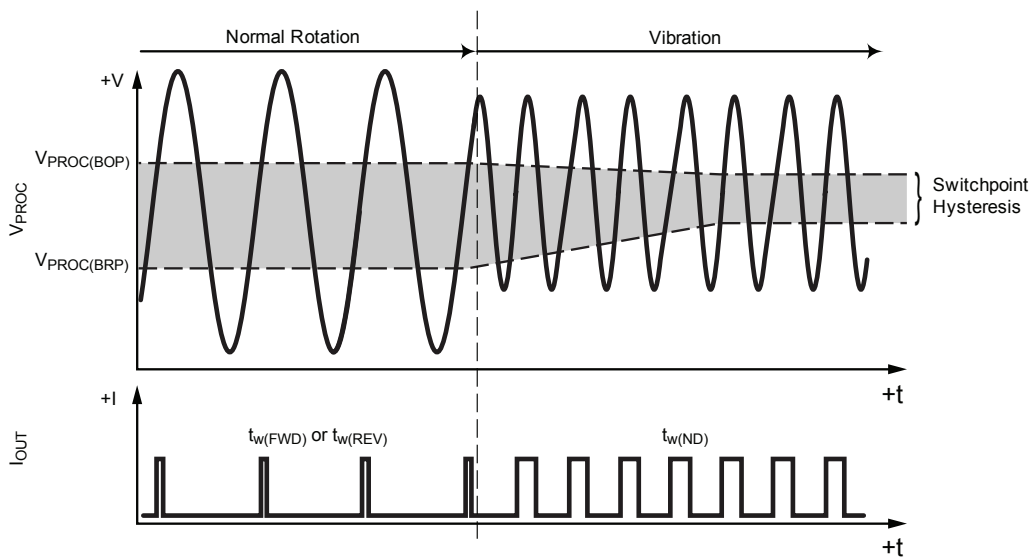 Normal Rotation
Vibration
+V
VPROC(BOP)
VPROC
VPROC(BRP)
Switchpoint
Hysteresis
+t
+I
IOUT
tw(FWD) or tw(REV)
tw(ND)
+t